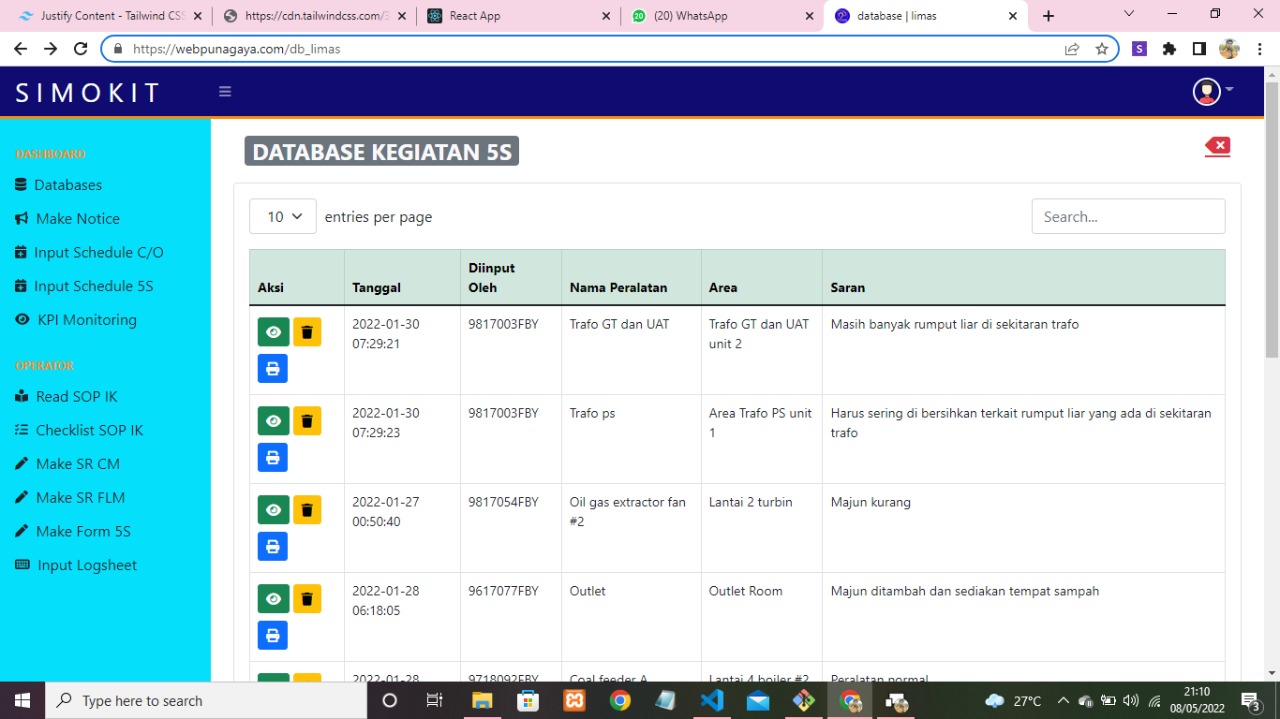 Justify Content - Tailwind CSS
https://cdn.tailwindcss.com/3
React App
(20) WhatsApp
database | limas
https://webpunagaya.com/db_limas
S
SIMOKIT
DASHBOARD
Databases
Make Notice
Input Schedule C/O
Input Schedule 5S
KPI Monitoring
OPERATOR
Read SOP IK
Checklist SOP IK
Make SR CM
Make SR FLM
Make Form 5S
Input Logsheet
DATABASE KEGIATAN 5S
10 entries per page
Search...
Aksi Tanggal Diinput Oleh Nama Peralatan Area Saran
2022-01-30 07:29:21 9817003FBY Trafo GT dan UAT Trafo GT dan UAT unit 2 Masih banyak rumput liar di sekitaran trafo
2022-01-30 07:29:23 9817003FBY Trafo ps Area Trafo PS unit 1 Harus sering di bersihkan terkait rumput liar yang ada di sekitaran trafo
2022-01-27 00:50:40 9817054FBY Oil gas extractor fan #2 Lantai 2 turbin Majun kurang
2022-01-28 06:18:05 9617077FBY Outlet Outlet Room Majun ditambah dan sediakan tempat sampah
2022-01-28 9718092FBY Coal feeder A Lantai 4 boiler #2 Peralatan normal
Type here to search
27°C
21:10
08/05/2022
3